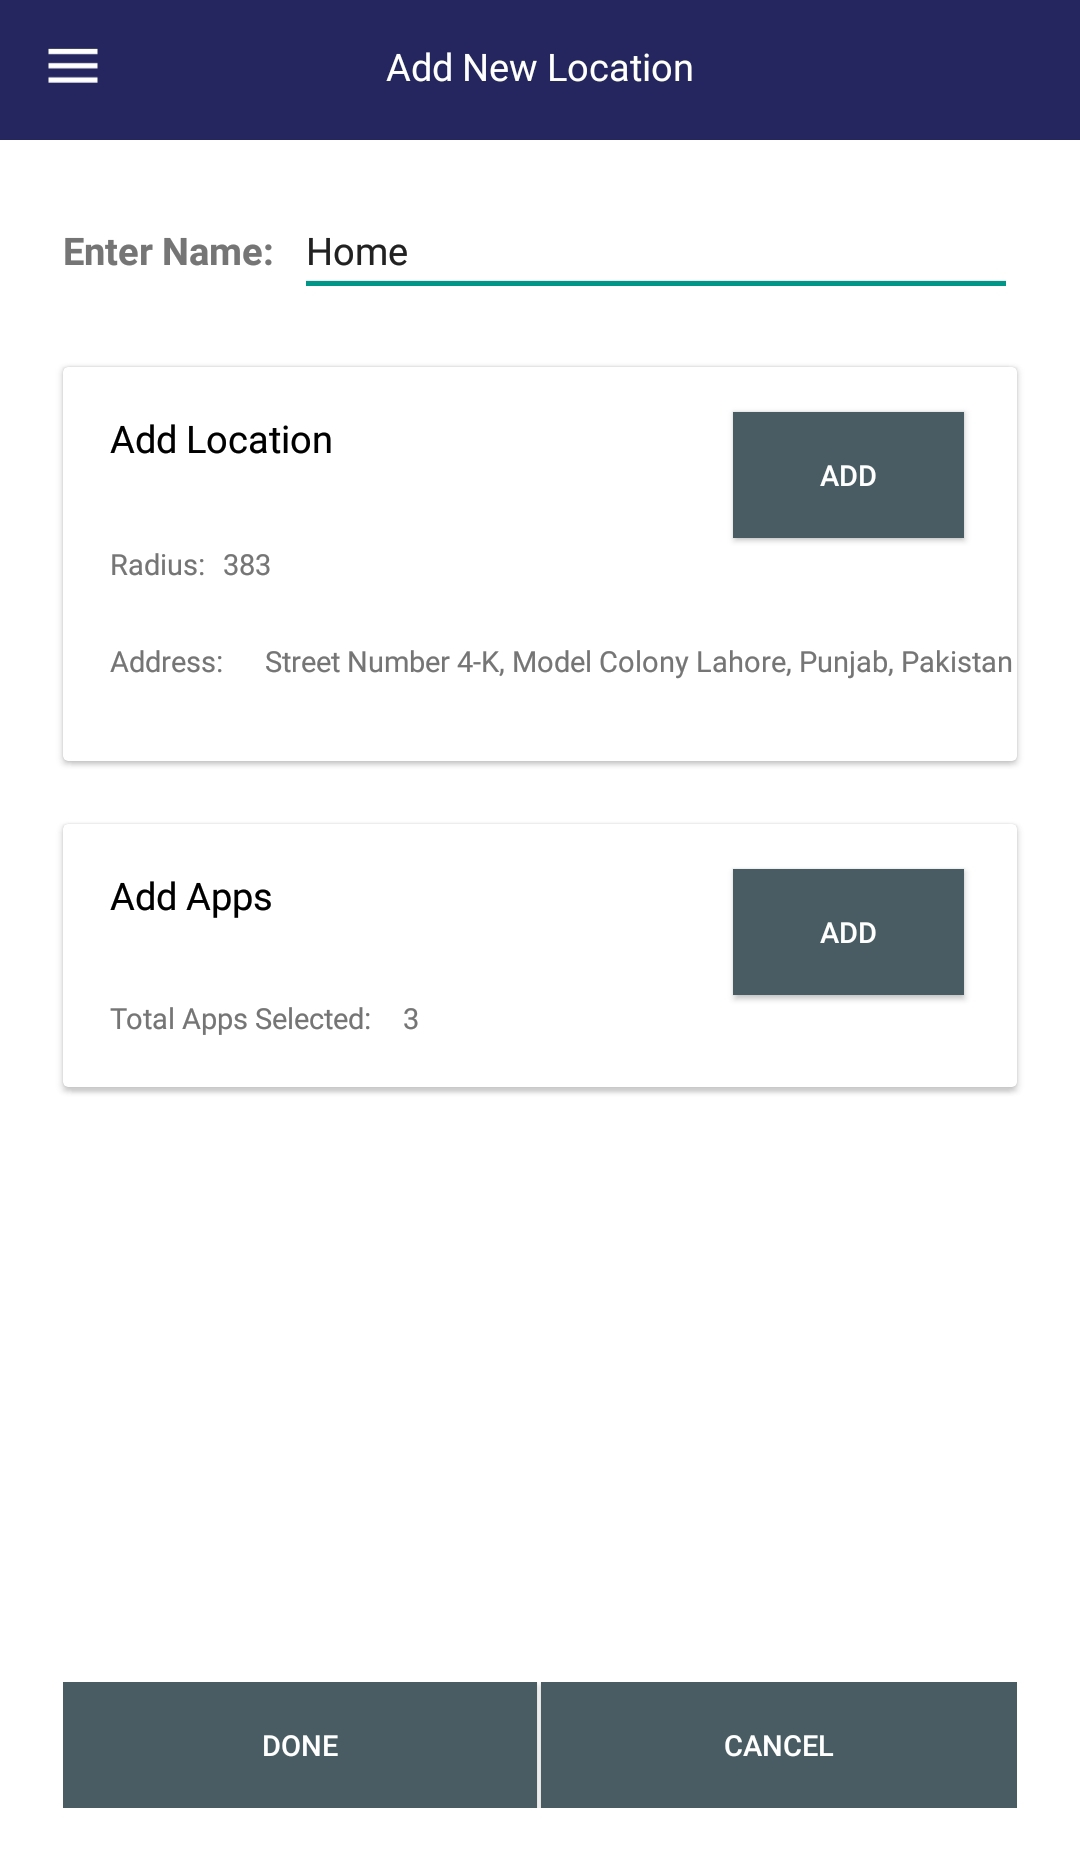 Add New Location
Enter Name: Home
Add Location
ADD
Radius: 383
Address: Street Number 4-K, Model Colony Lahore, Punjab, Pakistan
Add Apps
ADD
Total Apps Selected: 3
DONE
CANCEL